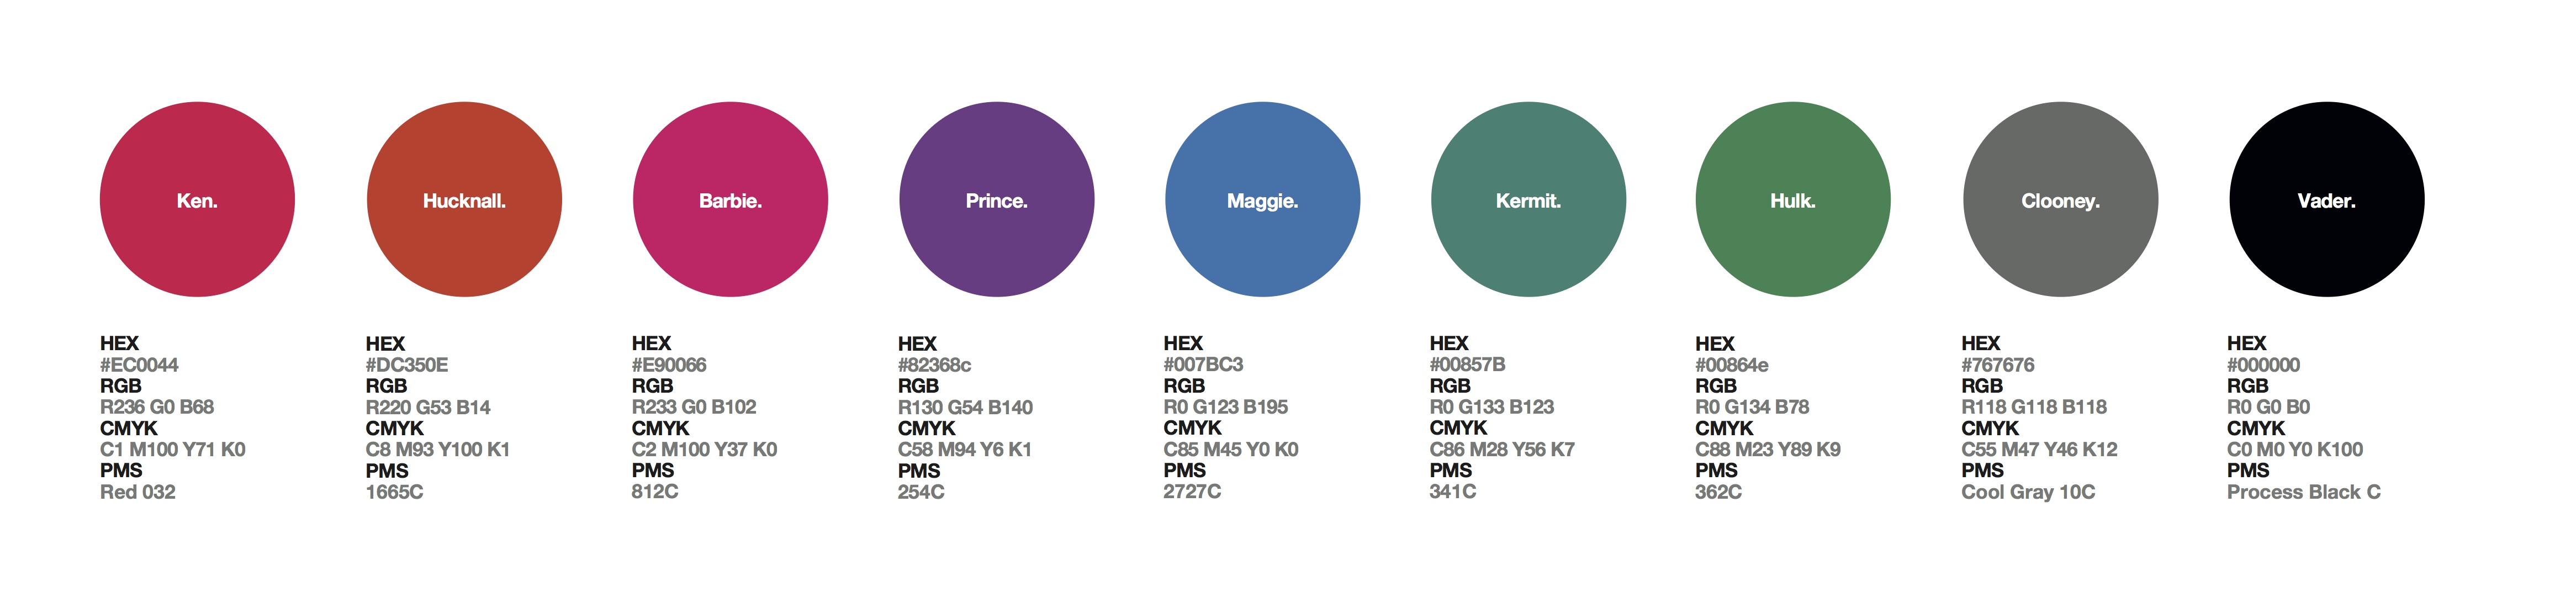 Ken.
HEX
#EC0044
RGB
R236 G0 B68
CMYK
C1 M100 Y71 K0
PMS
Red 032
Hucknall.
HEX
#DC350E
RGB
R220 G53 B14
CMYK
C8 M93 Y100 K1
PMS
1665C
Barbie.
HEX
#E90066
RGB
R233 G0 B102
CMYK
C2 M100 Y37 K0
PMS
812C
Prince.
HEX
#82368c
RGB
R130 G54 B140
CMYK
C58 M94 Y6 K1
PMS
254C
Maggie.
HEX
#007BC3
RGB
R0 G123 B195
CMYK
C85 M45 Y0 K0
PMS
2727C
Kermit.
HEX
#00857B
RGB
R0 G133 B123
CMYK
C86 M28 Y56 K7
PMS
341C
Hulk.
HEX
#00864e
RGB
R0 G134 B78
CMYK
C88 M23 Y89 K9
PMS
362C
Clooney.
HEX
#767676
RGB
R118 G118 B118
CMYK
C55 M47 Y46 K12
PMS
Cool Gray 10C
Vader.
HEX
#000000
RGB
R0 G0 B0
CMYK
C0 M0 Y0 K100
PMS
Process Black C